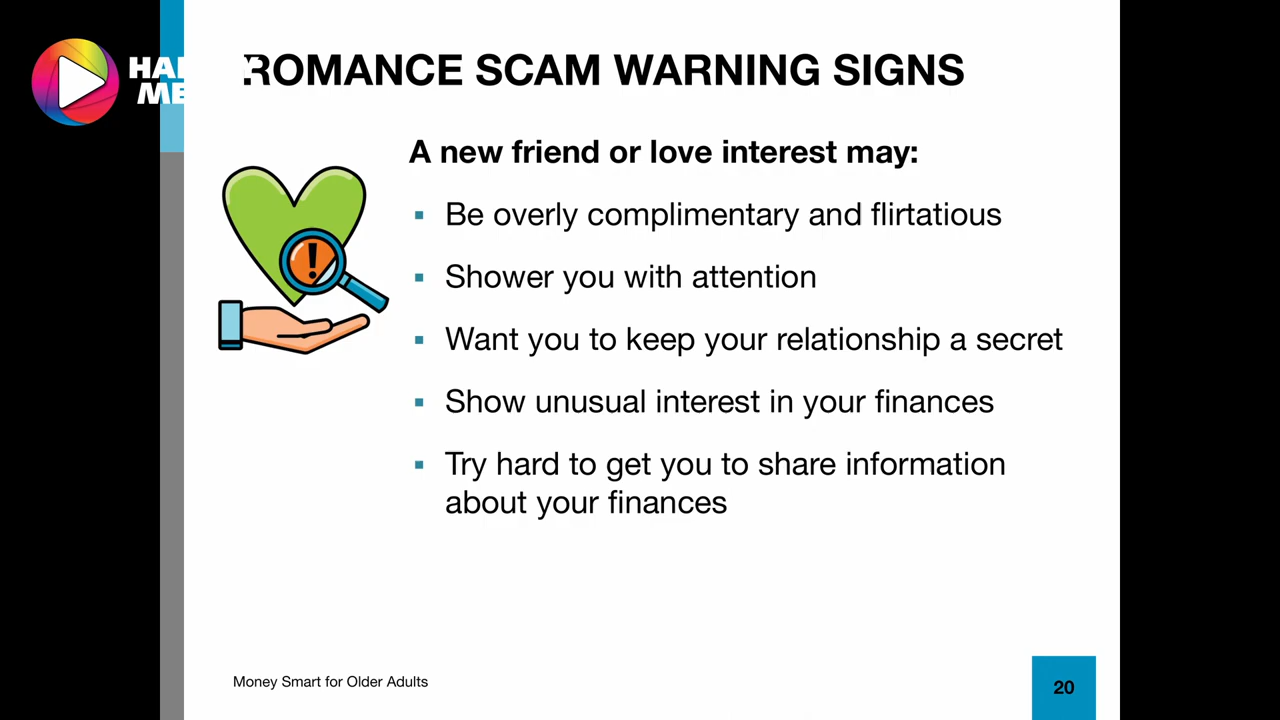 ROMANCE SCAM WARNING SIGNS
A new friend or love interest may:
▪ Be overly complimentary and flirtatious
▪ Shower you with attention
▪ Want you to keep your relationship a secret
▪ Show unusual interest in your finances
▪ Try hard to get you to share information
about your finances
!
Money Smart for Older Adults
20